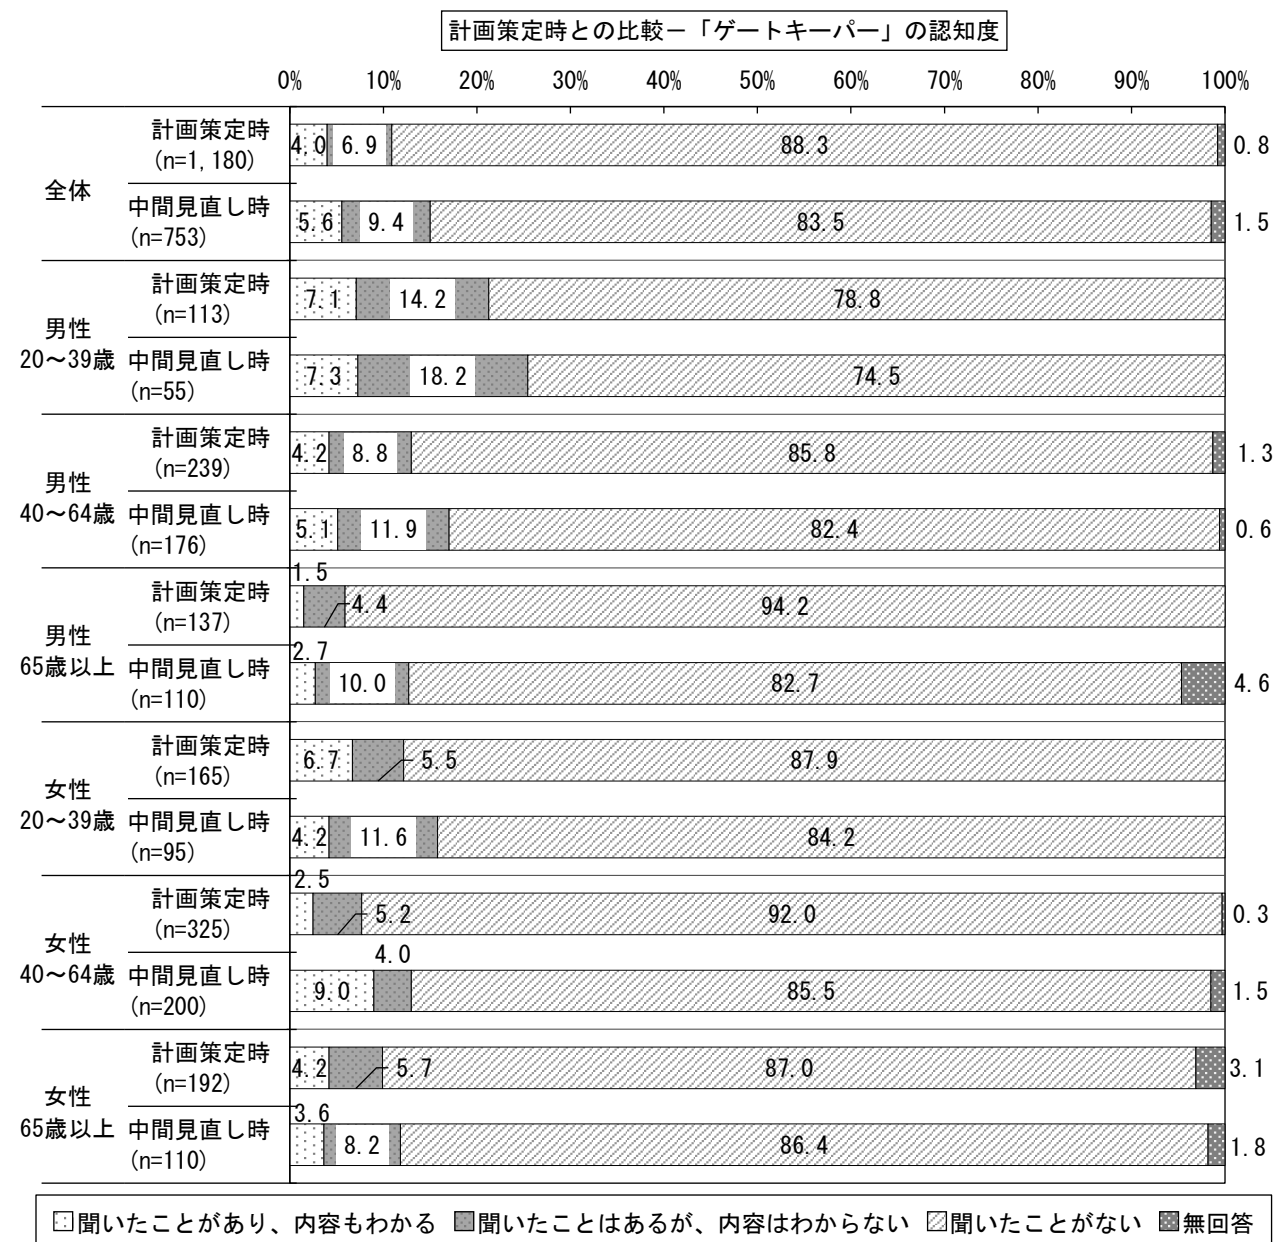 計画策定時との比較－「ゲートキーパー」の認知度
0% 10% 20% 30% 40% 50% 60% 70% 80% 90% 100%
全体
計画策定時
(n=1,180)
4.0 6.9 88.3 0.8
中間見直し時
(n=753)
5.6 9.4 83.5 1.5
男性
20～39歳
計画策定時
(n=113)
7.1 14.2 78.8
中間見直し時
(n=55)
7.3 18.2 74.5
男性
40～64歳
計画策定時
(n=239)
4.2 8.8 85.8 1.3
中間見直し時
(n=176)
5.1 11.9 82.4 0.6
男性
65歳以上
計画策定時
(n=137)
1.5 4.4 94.2
中間見直し時
(n=110)
2.7 10.0 82.7 4.6
女性
20～39歳
計画策定時
(n=165)
6.7 5.5 87.9
中間見直し時
(n=95)
4.2 11.6 84.2
女性
40～64歳
計画策定時
(n=325)
2.5 5.2 92.0 0.3
中間見直し時
(n=200)
9.0 4.0 85.5 1.5
女性
65歳以上
計画策定時
(n=192)
4.2 5.7 87.0 3.1
中間見直し時
(n=110)
3.6 8.2 86.4 1.8
聞いたことがあり、内容もわかる 聞いたことはあるが、内容はわからない 聞いたことがない 無回答